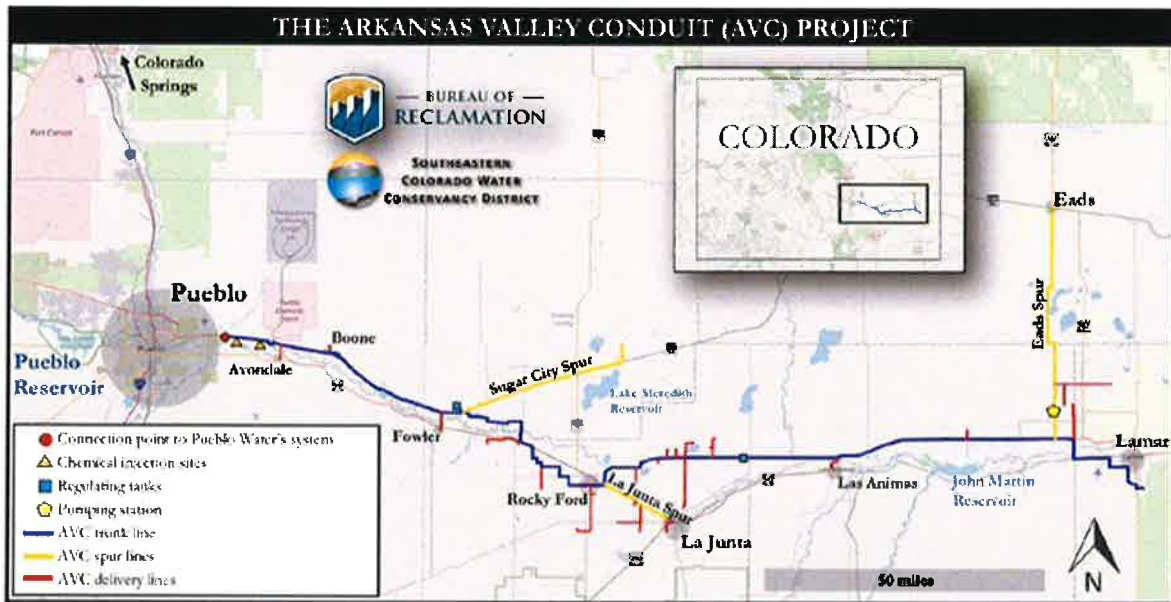 THE ARKANSAS VALLEY CONDUIT (AVC) PROJECT
Colorado
Springs
BUREAU OF
RECLAMATION
SOUTHEASTERN
COLORADO WATER
CONSERVANCY DISTRICT
COLORADO
Eads
Fort Carson
Pueblo
Pueblo
Boone
Avondale
Pueblo
Reservoir
Sugar City Spur
Eads Spur
Lake Meredith
Reservoir
Fowler
Lamar
Rocky Ford
La Junta Spur
Las Animas
John Martin
Reservoir
La Junta
Connection point to Pueblo Water's system
Chemical injection sites
Regulating tanks
Pumping station
AVC trunk line
AVC spur lines
AVC delivery lines
50 miles
N